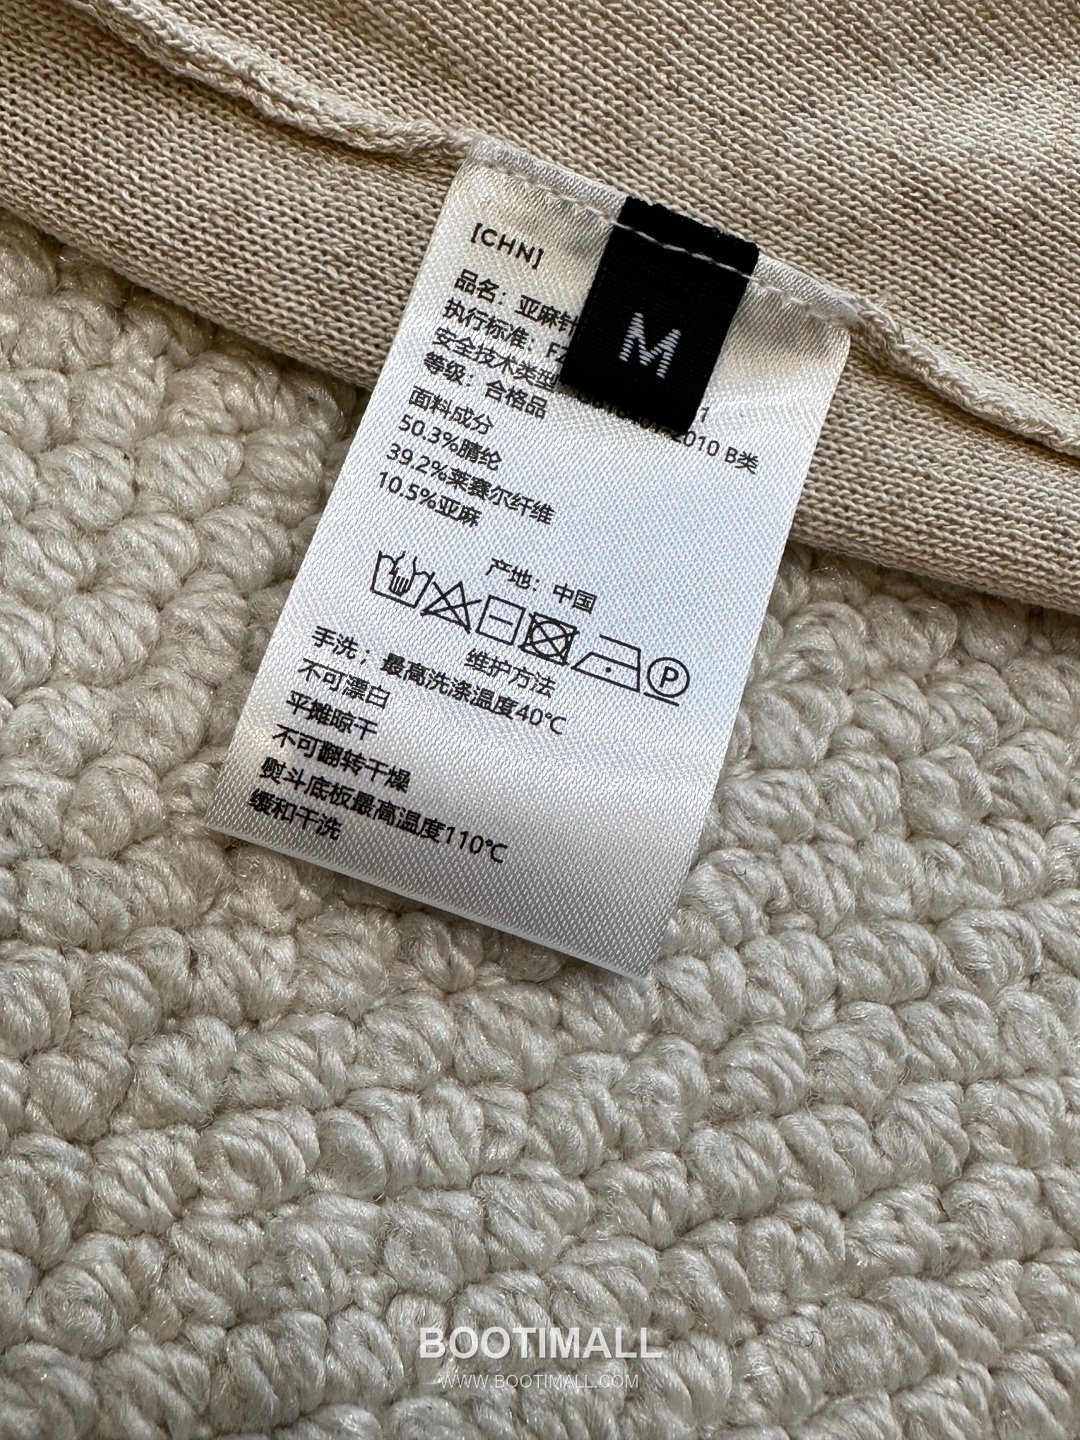 [CHN]
M
品名：亚麻针
执行标准：FZ
1
安全技术类型
2010 B类
等级：合格品
面料成分
50.3%腈纶
39.2%莱赛尔纤维
10.5%亚麻
产地：中国
P
维护方法
手洗；最高洗涤温度40℃
不可漂白
平摊晾干
不可翻转干燥
熨斗底板最高温度110℃
缓和干洗
BOOTIMALL
WWW.BOOTIMALL.COM